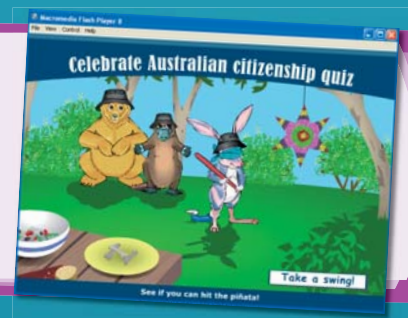 Macromedia Flash Player 8
File View Control Help
Celebrate Australian citizenship quiz
Take a swing!
See if you can hit the piñata!